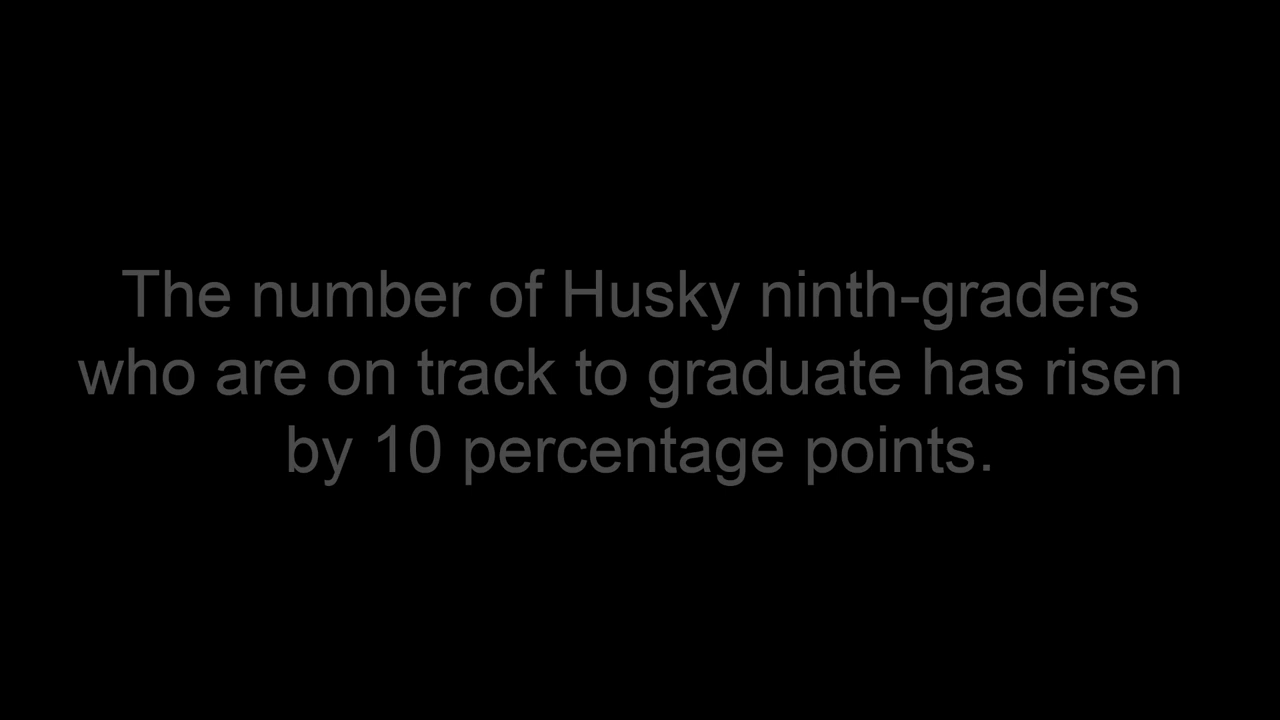 The number of Husky ninth-graders
who are on track to graduate has risen
by 10 percentage points.